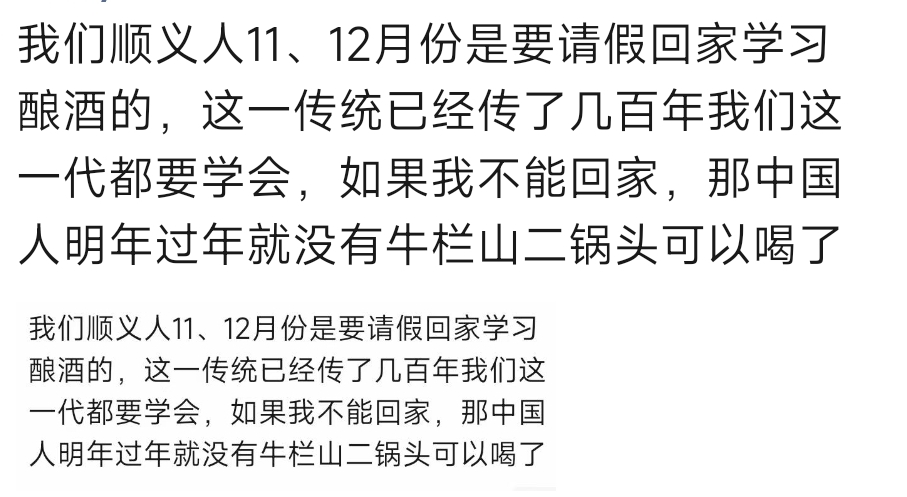 我们顺义人11、12月份是要请假回家学习
酿酒的，这一传统已经传了几百年我们这
一代都要学会，如果我不能回家，那中国
人明年过年就没有牛栏山二锅头可以喝了
我们顺义人11、12月份是要请假回家学习
酿酒的，这一传统已经传了几百年我们这
一代都要学会，如果我不能回家，那中国
人明年过年就没有牛栏山二锅头可以喝了